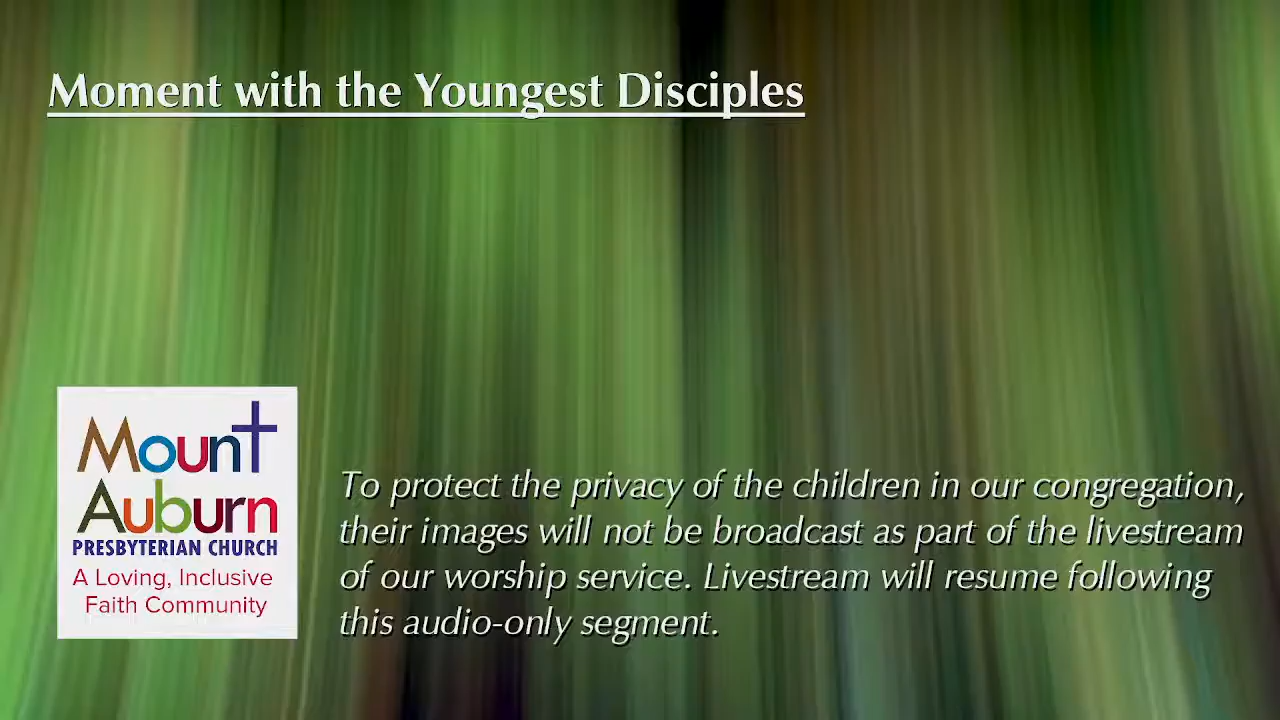 Moment with the Youngest Disciples
Mount
Auburn
PRESBYTERIAN CHURCH
A Loving, Inclusive
Faith Community
To protect the privacy of the children in our congregation,
their images will not be broadcast as part of the livestream
of our worship service. Livestream will resume following
this audio-only segment.